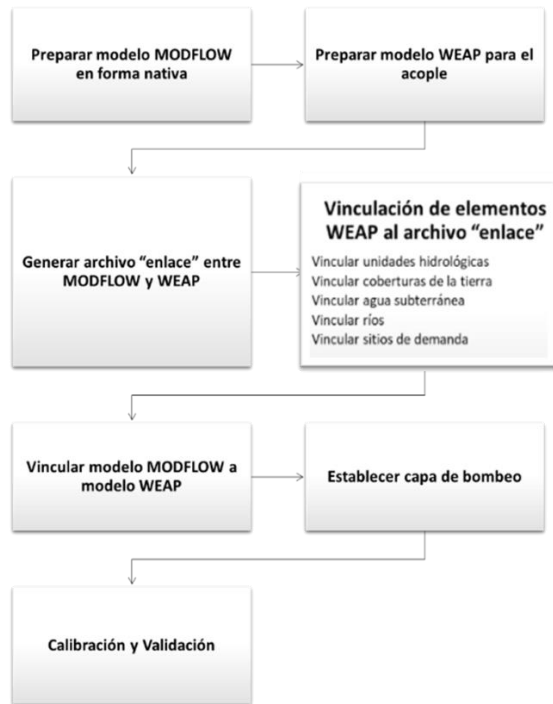 Preparar modelo MODFLOW
en forma nativa
Preparar modelo WEAP para el
acople
Generar archivo “enlace” entre
MODFLOW y WEAP
Vinculación de elementos
WEAP al archivo “enlace”
Vincular unidades hidrológicas
Vincular coberturas de la tierra
Vincular agua subterránea
Vincular ríos
Vincular sitios de demanda
Vincular modelo MODFLOW a
modelo WEAP
Establecer capa de bombeo
Calibración y Validación